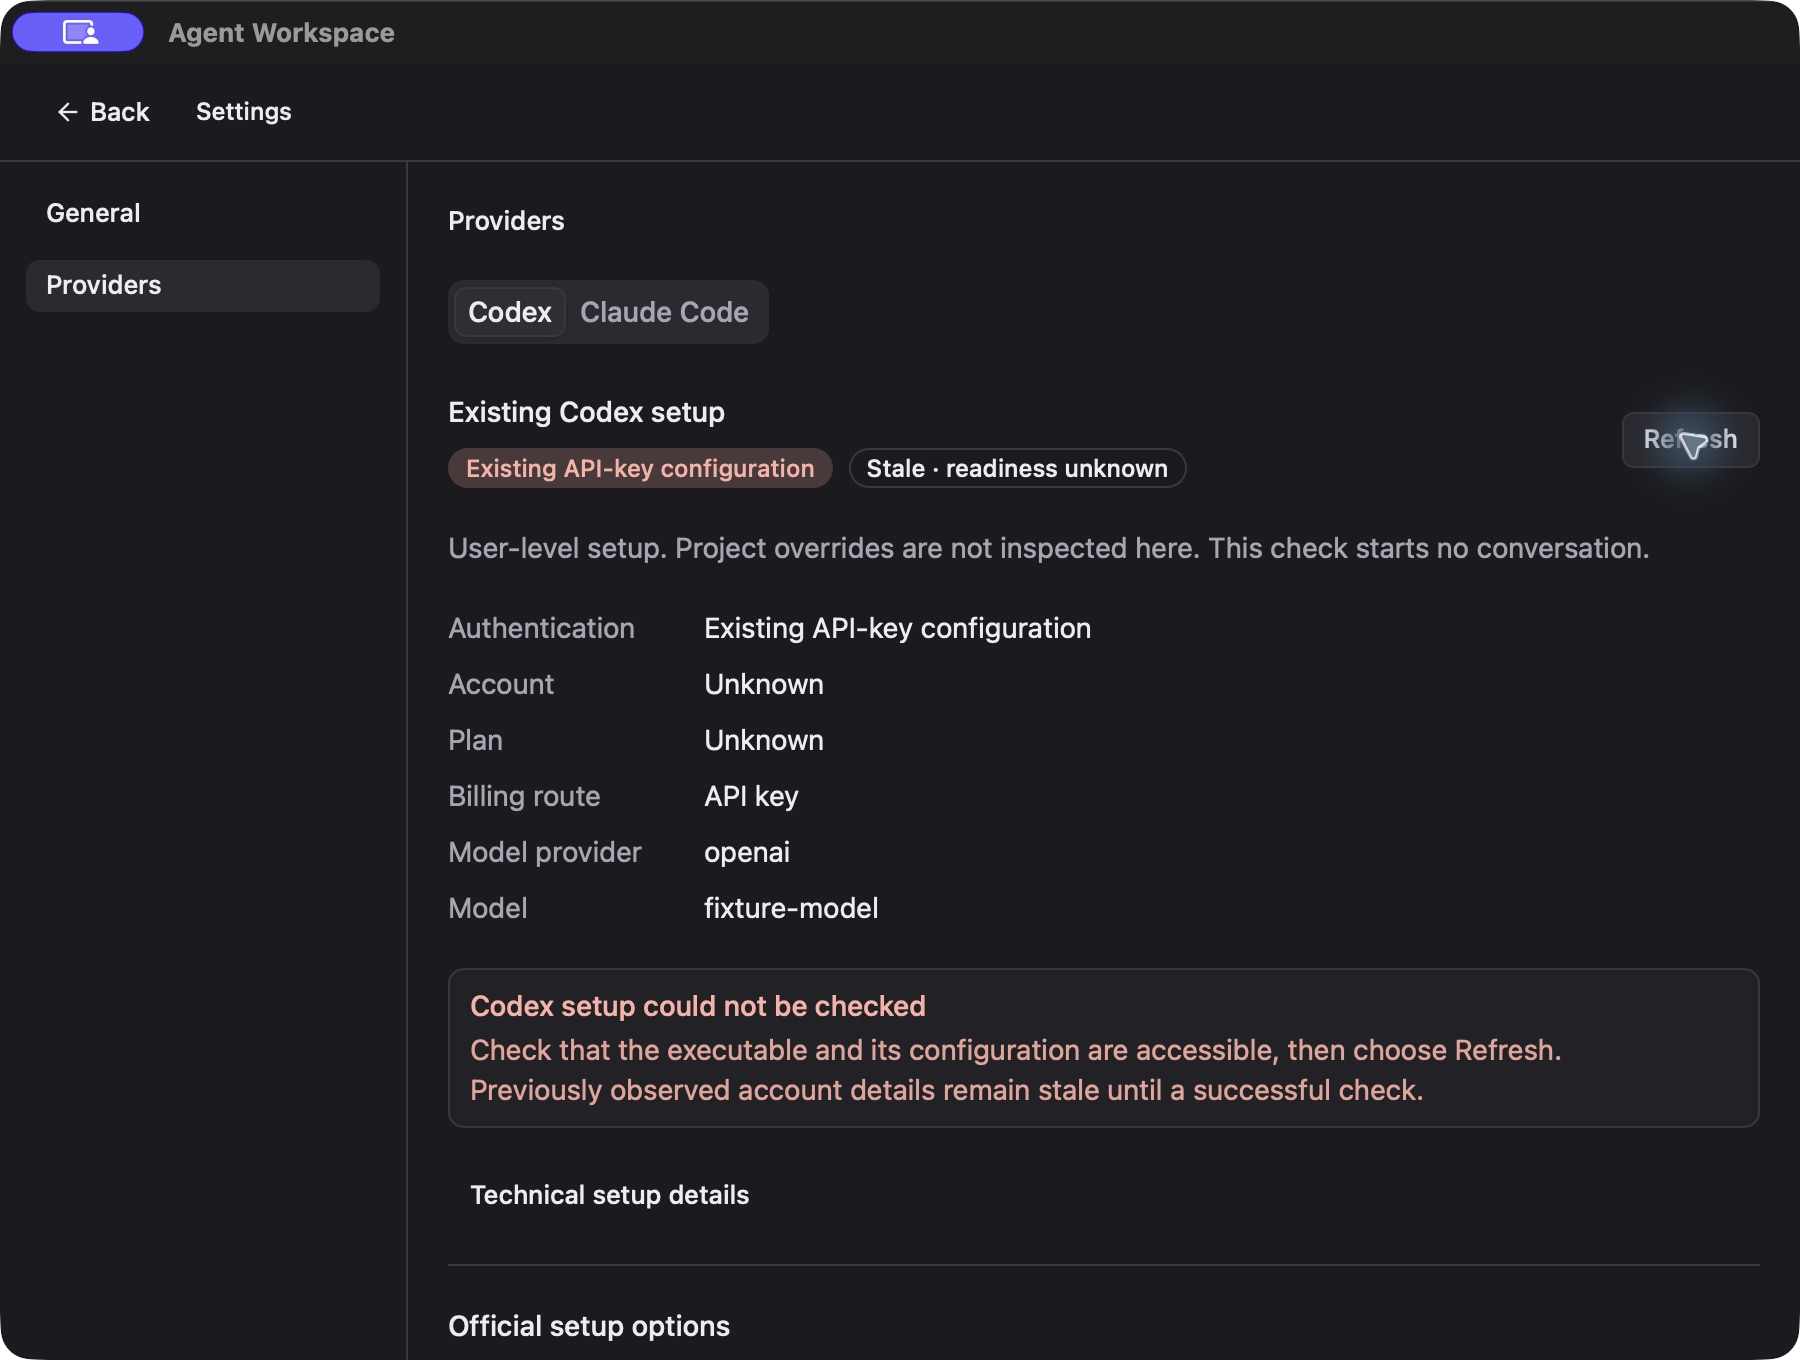 Agent Workspace
Back
Settings
General
Providers
Providers
Codex
Claude Code
Existing Codex setup
Refresh
Existing API-key configuration
Stale · readiness unknown
User-level setup. Project overrides are not inspected here. This check starts no conversation.
Authentication Existing API-key configuration
Account Unknown
Plan Unknown
Billing route API key
Model provider openai
Model fixture-model
Codex setup could not be checked
Check that the executable and its configuration are accessible, then choose Refresh.
Previously observed account details remain stale until a successful check.
Technical setup details
Official setup options